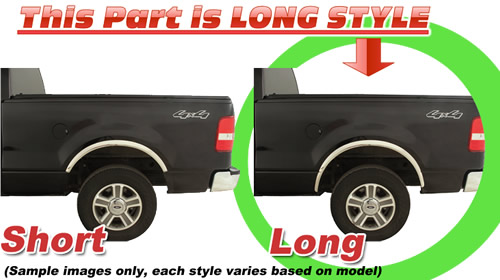 This Part is LONG STYLE
4x4
4x4
Short
Long
(Sample images only, each style varies based on model)